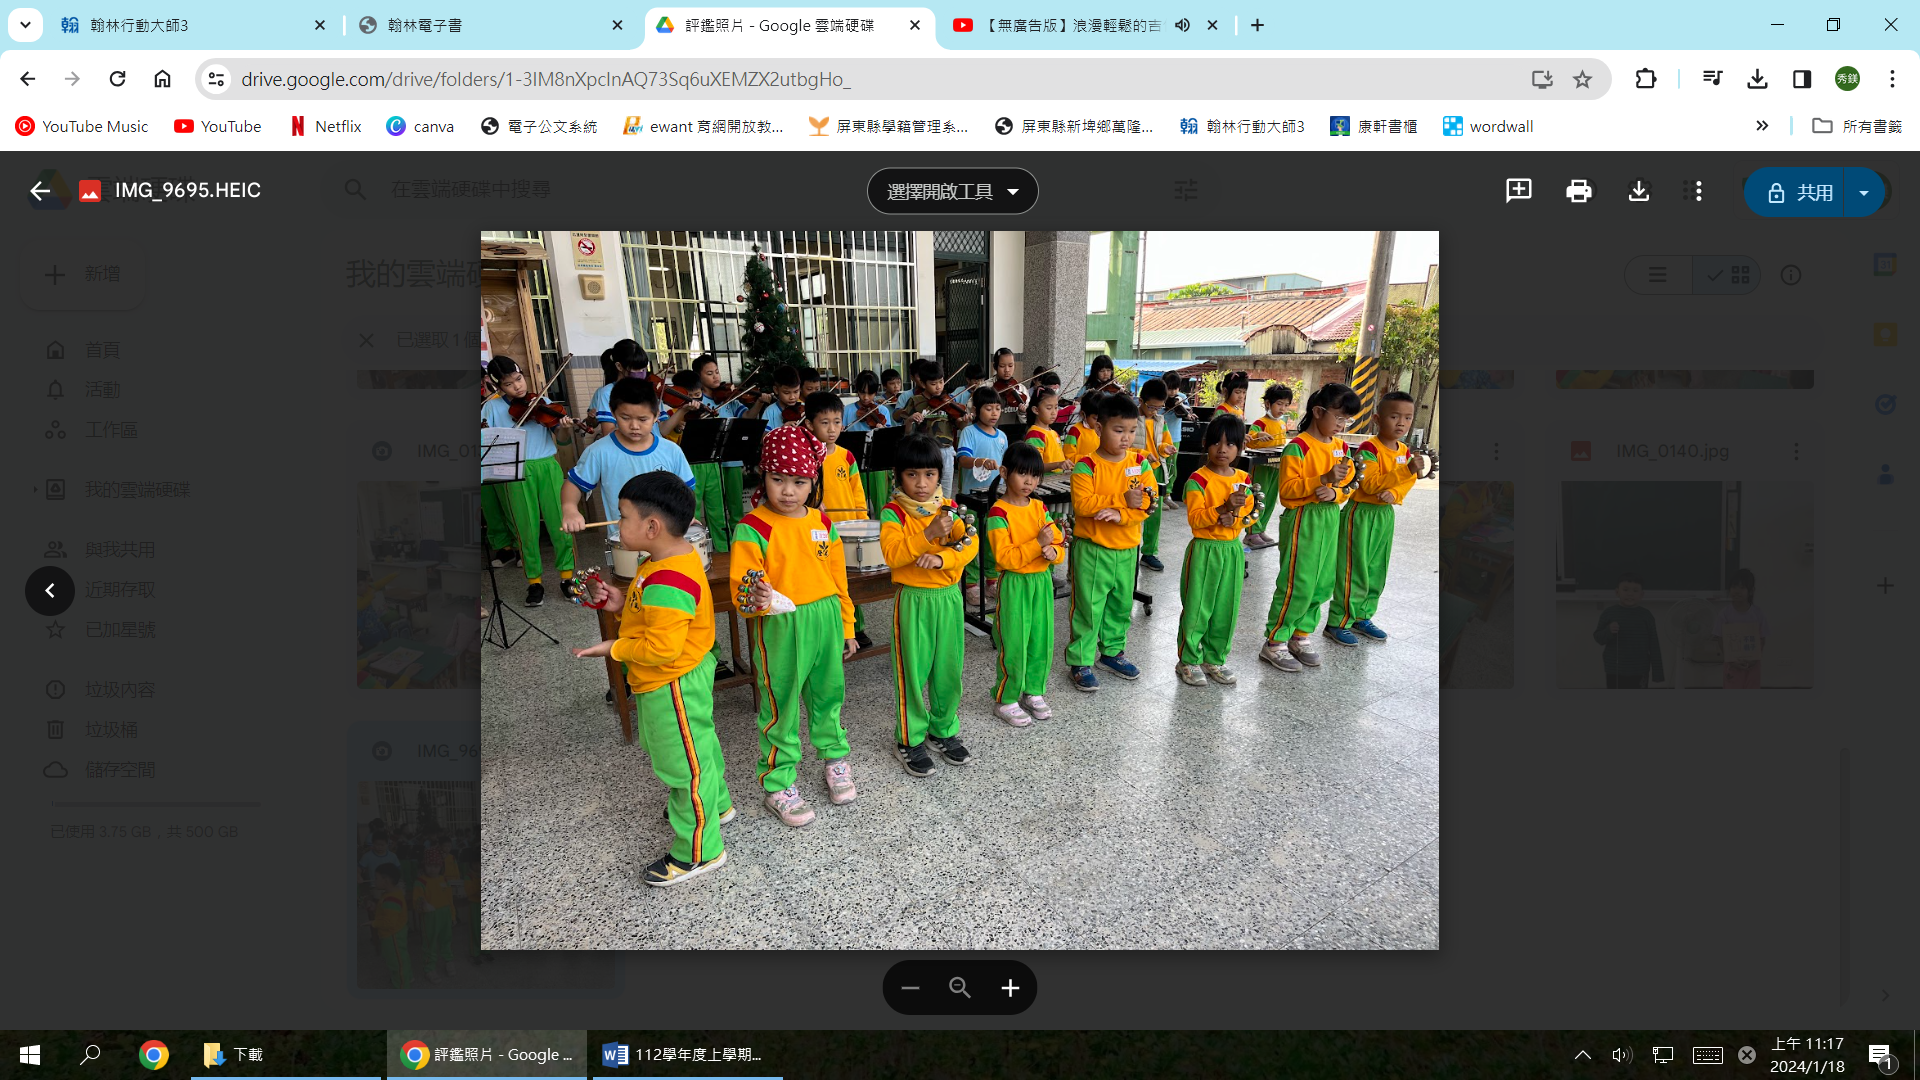 翰林行動大師3
翰林電子書
評鑑照片 - Google 雲端硬碟
【無廣告版】浪漫輕鬆的吉
drive.google.com/drive/folders/1-3IM8nXpcInAQ73Sq6uXEMZX2utbgHo_
秀鎂
YouTube Music
YouTube
Netflix
canva
電子公文系統
ewant 育網開放教...
屏東縣學籍管理系...
屏東縣新埤鄉萬隆...
翰林行動大師3
康軒書櫃
wordwall
所有書籤
IMG_9695.HEIC
在雲端硬碟中搜尋
選擇開啟工具
共用
新增
我的雲端硬
已選取 1 個
首頁
活動
工作區
我的雲端硬碟
與我共用
近期存取
已加星號
垃圾內容
垃圾桶
儲存空間
已使用 3.75 GB，共 500 GB
IMG_01
IMG_0140.jpg
IMG_96
CASIO
下載
評鑑照片 - Google ...
112學年度上學期...
上午 11:17
2024/1/18
1